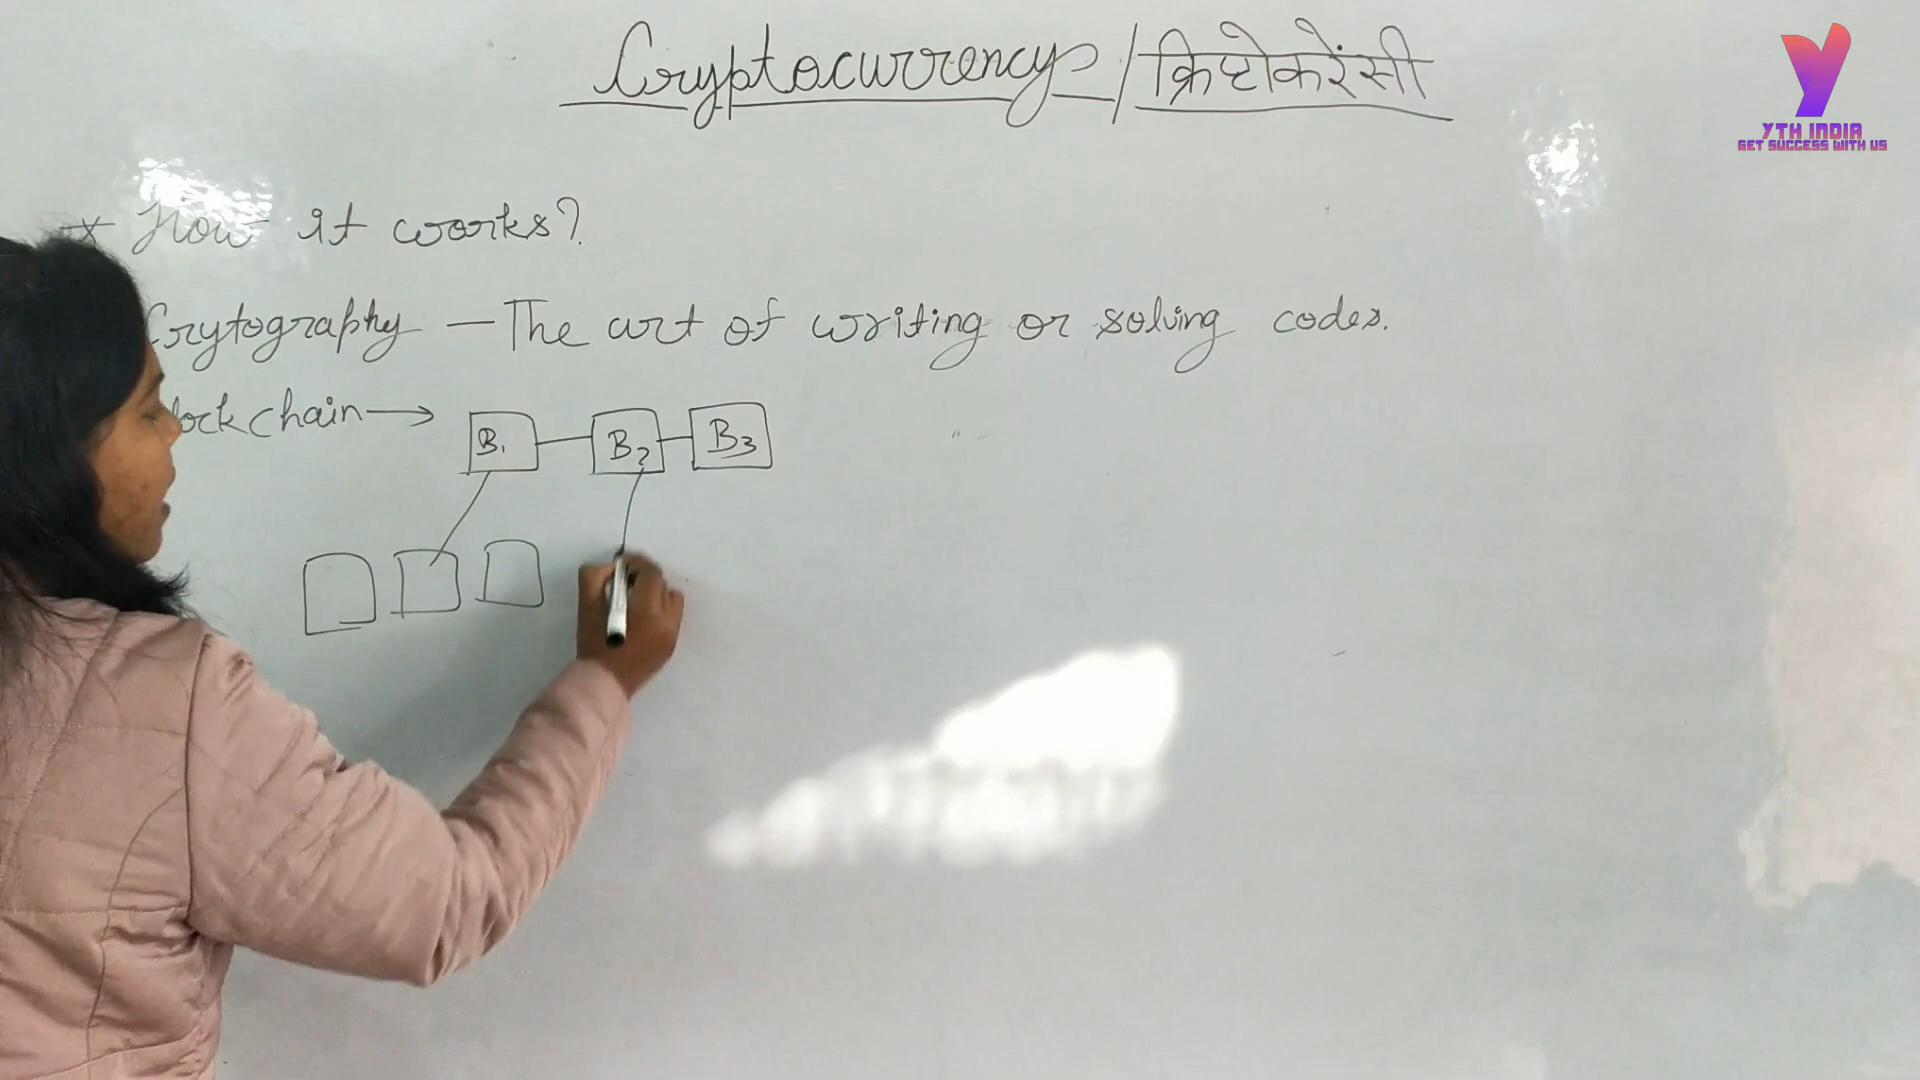 Cryptocurrency / क्रिप्टोकरेंसी
YTH INDIA
GET SUCCESS WITH US
* How it works?
Crytography — The art of writing or solving codes.
lockchain →
B1
B2
B3